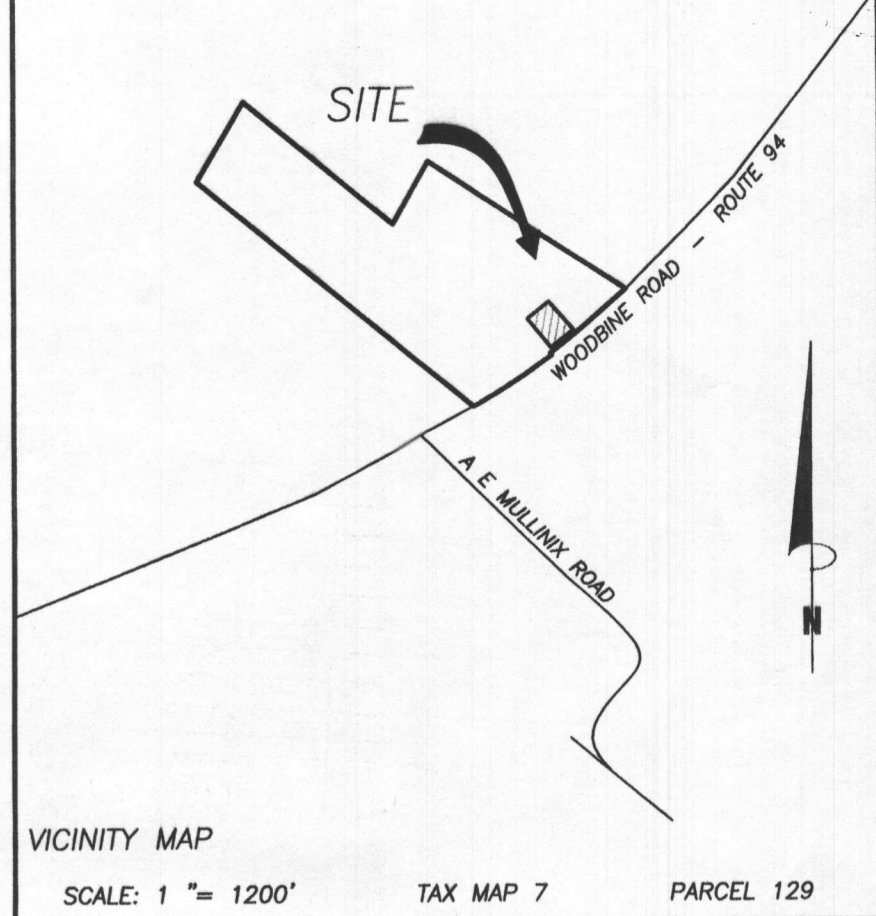 SITE
WOODBINE ROAD - ROUTE 94
A E MULLINIX ROAD
N
VICINITY MAP
SCALE: 1 "= 1200' TAX MAP 7 PARCEL 129